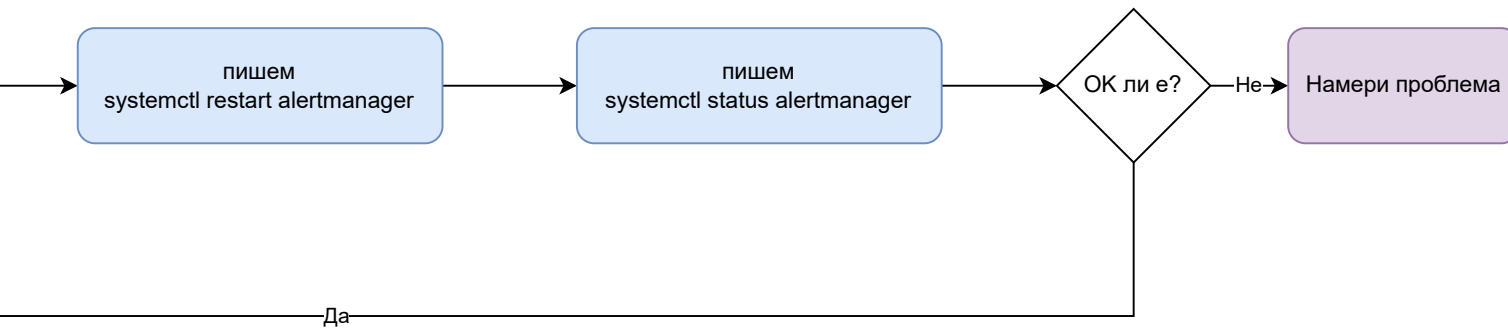 пишем
systemctl restart alertmanager
пишем
systemctl status alertmanager
OK ли е?
Не
Намери проблема
Да